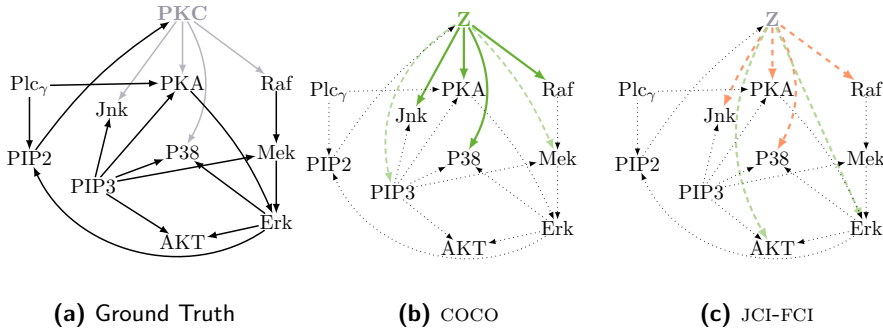 PKC
Plcγ
PKA
Raf
Jnk
PIP2
P38
Mek
PIP3
Erk
AKT
(a) Ground Truth
Z
Plcγ
PKA
Raf
Jnk
PIP2
P38
Mek
PIP3
Erk
AKT
(b) COCO
Z
Plcγ
PKA
Raf
Jnk
PIP2
P38
Mek
PIP3
Erk
AKT
(c) JCI-FCI